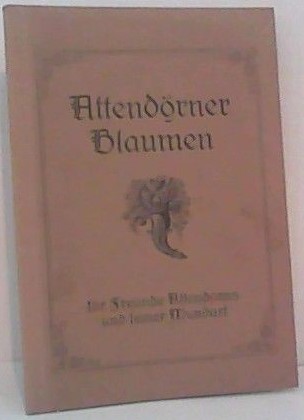 Attendörner
Blaumen
für Freunde Attendorns
und seiner Mundart